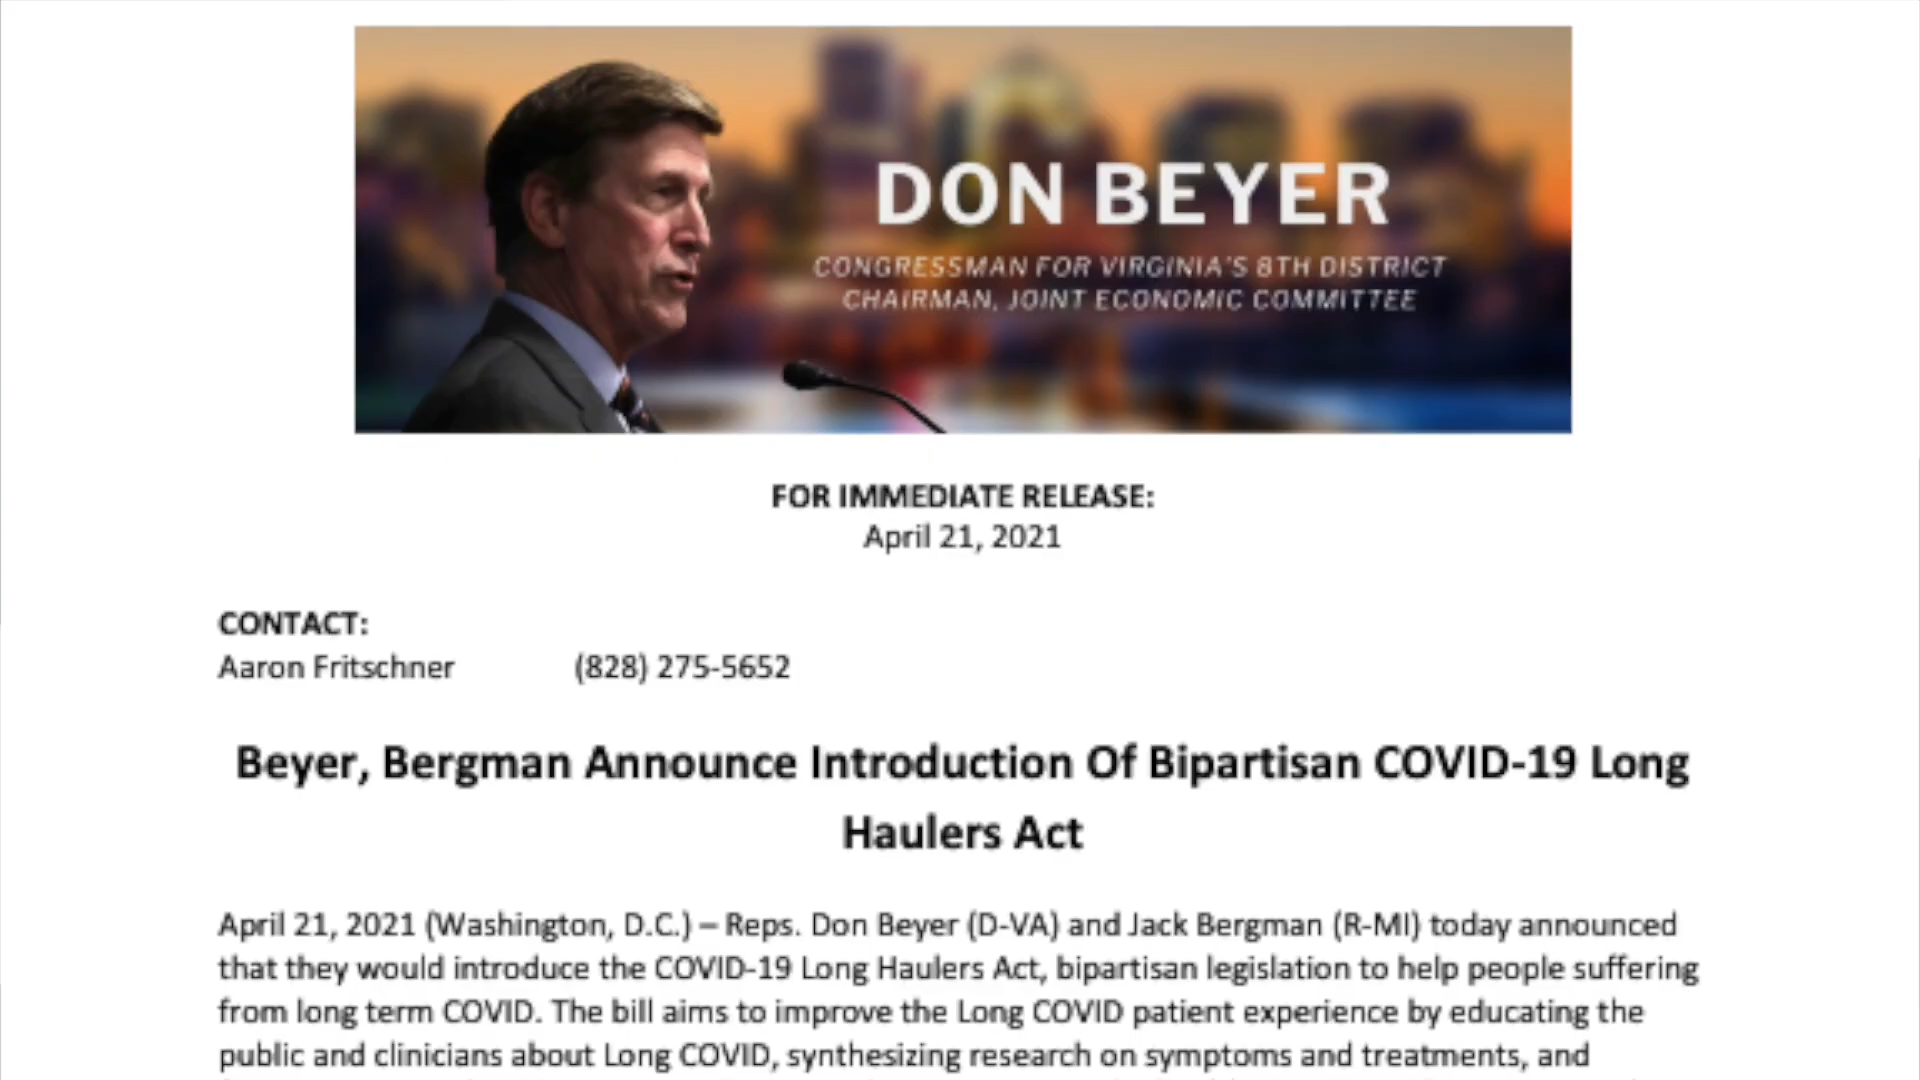 DON BEYER
CONGRESSMAN FOR VIRGINIA'S 8TH DISTRICT
CHAIRMAN, JOINT ECONOMIC COMMITTEE
FOR IMMEDIATE RELEASE:
April 21, 2021
CONTACT:
Aaron Fritschner (828) 275-5652
Beyer, Bergman Announce Introduction Of Bipartisan COVID-19 Long
Haulers Act
April 21, 2021 (Washington, D.C.) – Reps. Don Beyer (D-VA) and Jack Bergman (R-MI) today announced
that they would introduce the COVID-19 Long Haulers Act, bipartisan legislation to help people suffering
from long term COVID. The bill aims to improve the Long COVID patient experience by educating the
public and clinicians about Long COVID, synthesizing research on symptoms and treatments, and